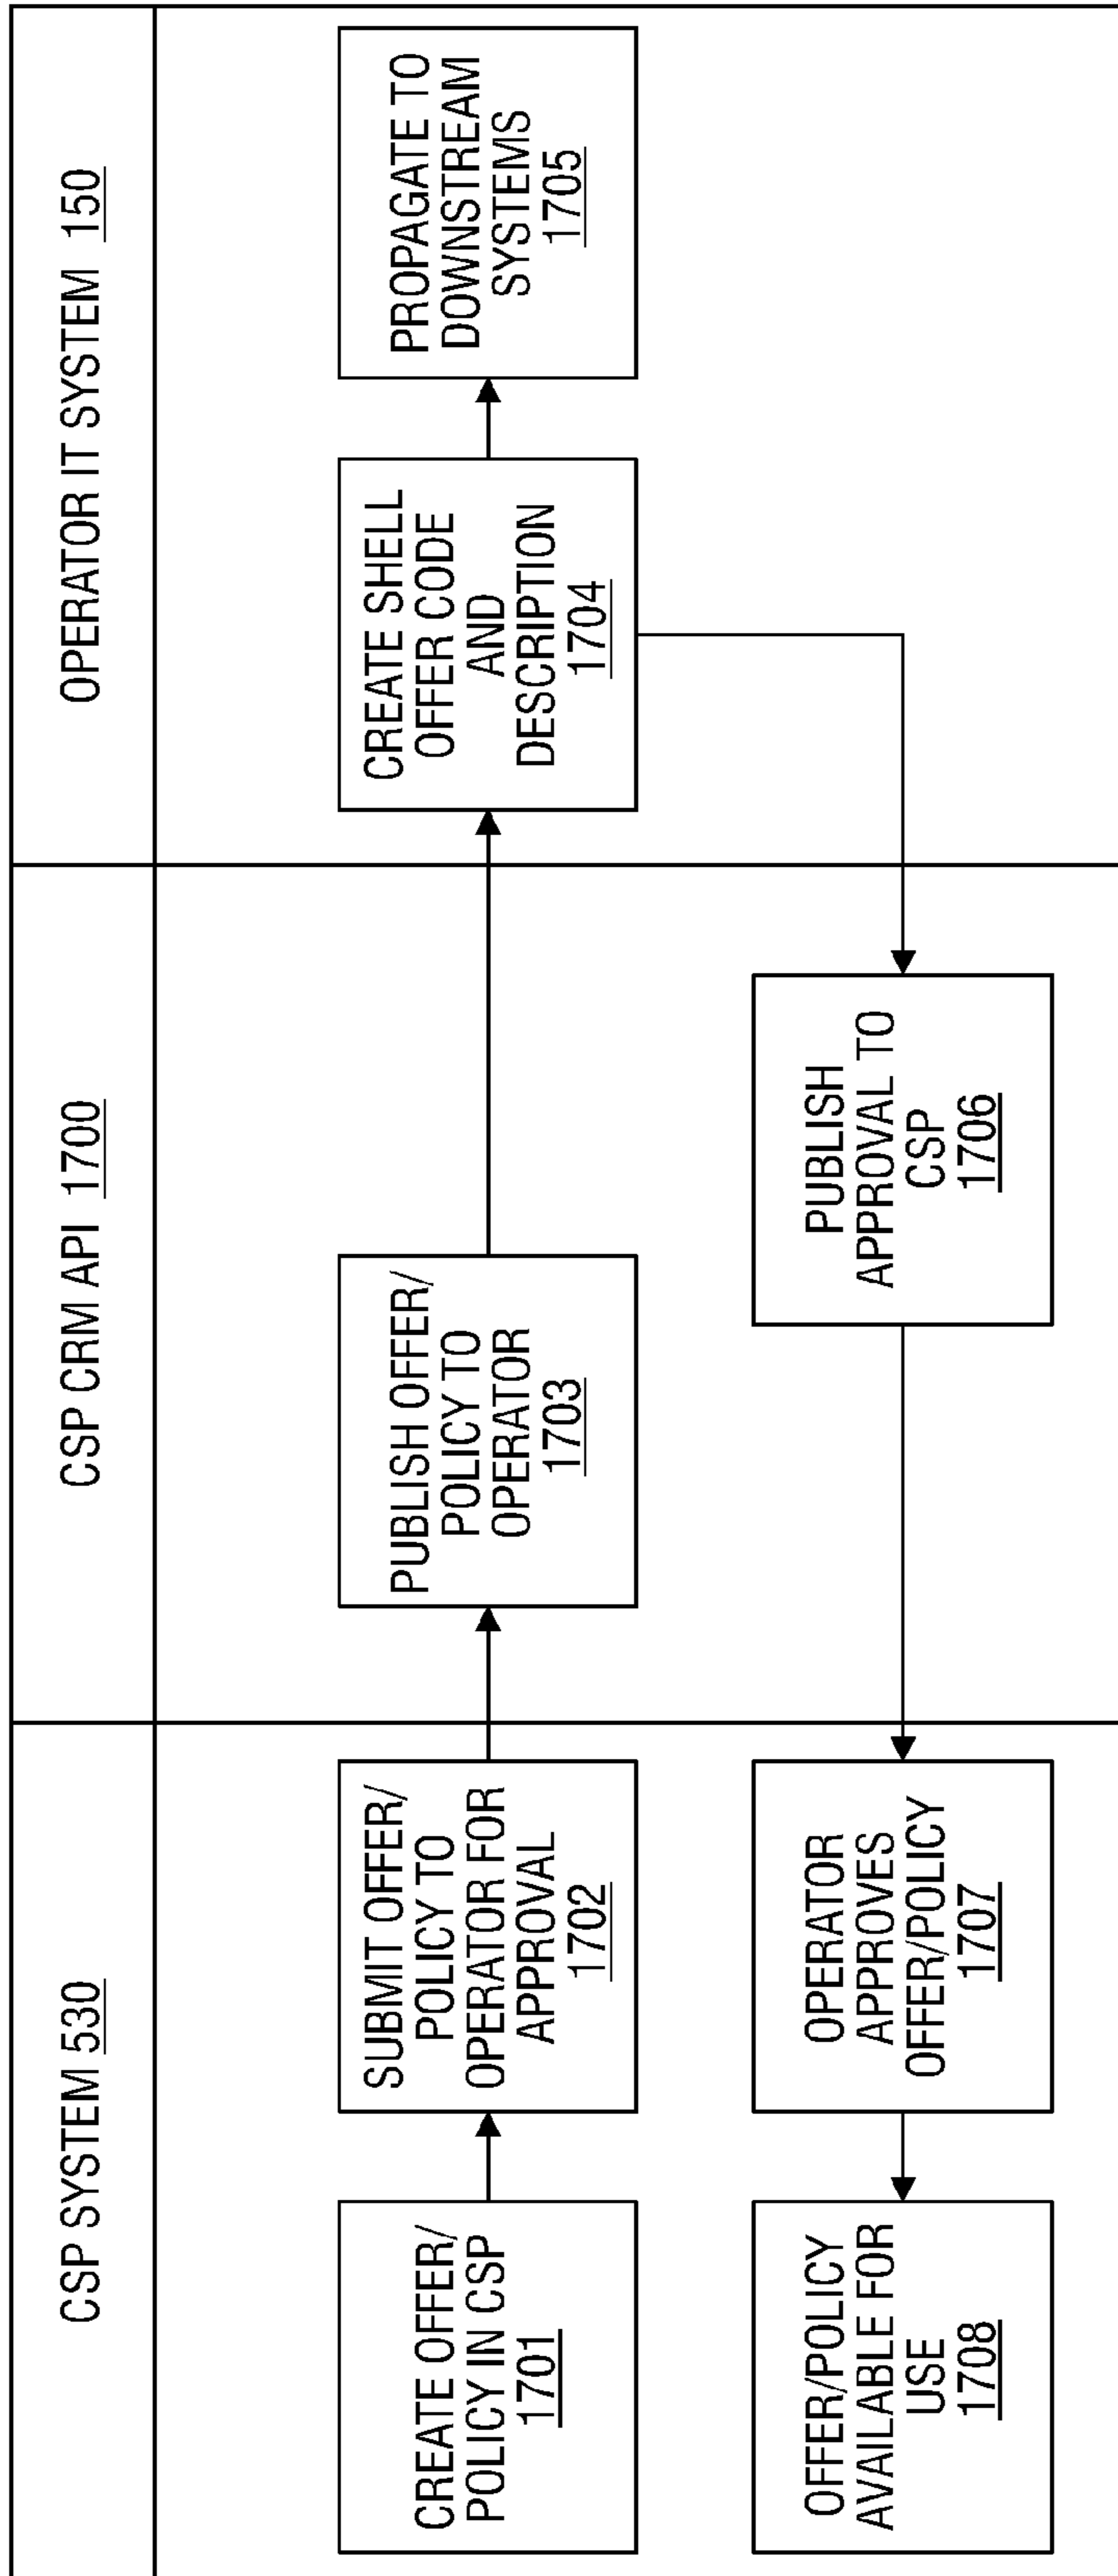 CSP SYSTEM 530
CSP CRM API 1700
OPERATOR IT SYSTEM 150
CREATE OFFER/
POLICY IN CSP
1701
SUBMIT OFFER/
POLICY TO
OPERATOR FOR
APPROVAL
1702
PUBLISH OFFER/
POLICY TO
OPERATOR
1703
CREATE SHELL
OFFER CODE
AND
DESCRIPTION
1704
PROPAGATE TO
DOWNSTREAM
SYSTEMS
1705
OFFER/POLICY
AVAILABLE FOR
USE
1708
OPERATOR
APPROVES
OFFER/POLICY
1707
PUBLISH
APPROVAL TO
CSP
1706